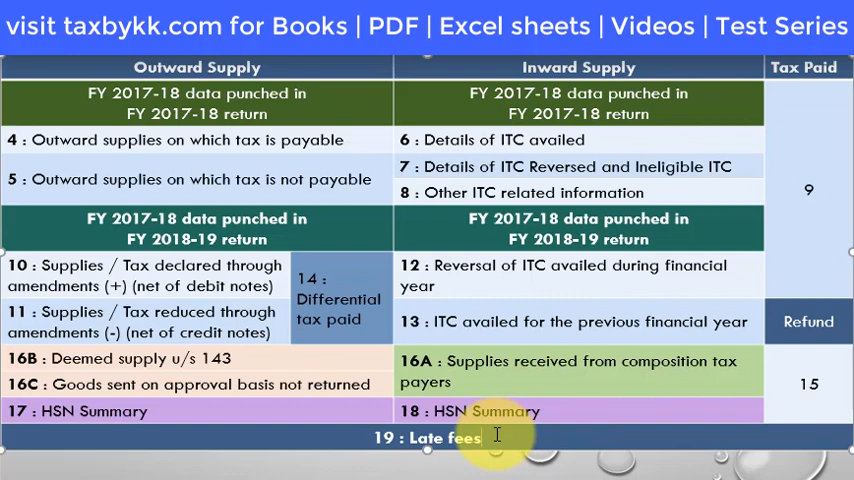 visit taxbykk.com for Books | PDF | Excel sheets | Videos | Test Series
Outward Supply
Inward Supply
Tax Paid
FY 2017-18 data punched in
FY 2017-18 return
FY 2017-18 data punched in
FY 2017-18 return
4 : Outward supplies on which tax is payable
6 : Details of ITC availed
5 : Outward supplies on which tax is not payable
7 : Details of ITC Reversed and Ineligible ITC
8 : Other ITC related information
9
FY 2017-18 data punched in
FY 2018-19 return
FY 2017-18 data punched in
FY 2018-19 return
10 : Supplies / Tax declared through
amendments (+) (net of debit notes)
14 :
Differential
tax paid
12 : Reversal of ITC availed during financial
year
11 : Supplies / Tax reduced through
amendments (-) (net of credit notes)
13 : ITC availed for the previous financial year
Refund
16B : Deemed supply u/s 143
16A : Supplies received from composition tax
payers
16C : Goods sent on approval basis not returned
15
17 : HSN Summary
18 : HSN Summary
19 : Late fees